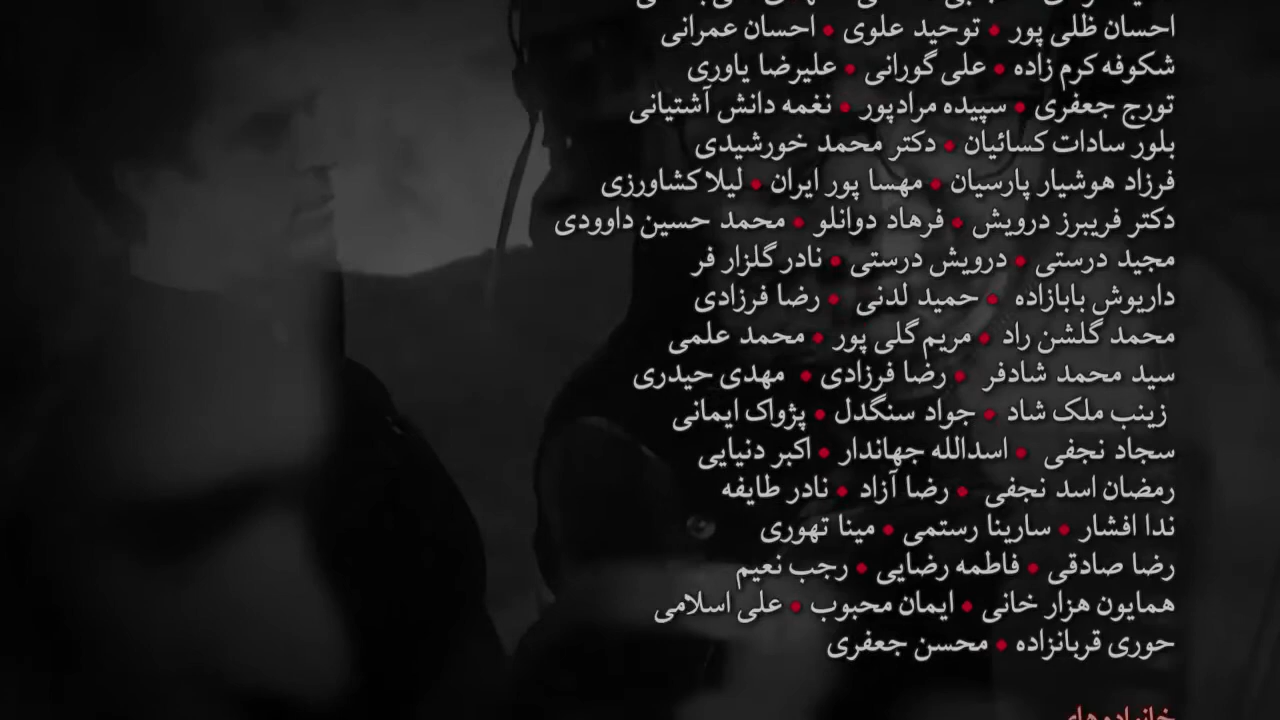 احسان ظلی پور • توحید علوی • احسان عمرانی
شکوفه کرم زاده • علی گورانی • علیرضا یاوری
تورج جعفری • سپیده مرادپور • نغمه دانش آشتیانی
بلور سادات کسائیان • دکتر محمد خورشیدی
فرزاد هوشیار پارسیان • مهسا پور ایران • لیلا کشاورزی
دکتر فریبرز درویش • فرهاد دوانلو • محمد حسین داوودی
مجید درستی • درویش درستی • نادر گلزار فر
داریوش بابازاده • حمید لدنی • رضا فرزادی
محمد گلشن راد • مریم گلی پور • محمد علمی
سید محمد شادفر • رضا فرزادی • مهدی حیدری
زینب ملک شاد • جواد سنگدل • پژواک ایمانی
سجاد نجفی • اسدالله جهاندار • اکبر دنیایی
رمضان اسد نجفی • رضا آزاد • نادر طایفه
ندا افشار • سارینا رستمی • مینا تهوری
رضا صادقی • فاطمه رضایی • رجب نعیم
همایون هزار خانی • ایمان محبوب • علی اسلامی
حوری قربانزاده • محسن جعفری